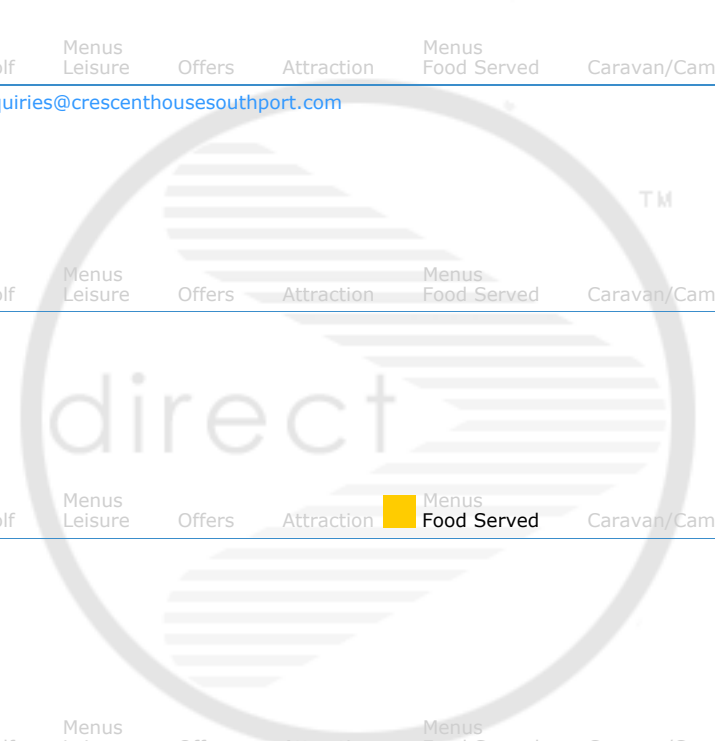 Menus Menus
lf Leisure Offers Attraction Food Served Caravan/Cam
uiries@crescenthousesouthport.com
TM
Menus Menus
lf Leisure Offers Attraction Food Served Caravan/Cam
direct
Menus Menus
lf Leisure Offers Attraction Food Served Caravan/Cam
Menus Menus